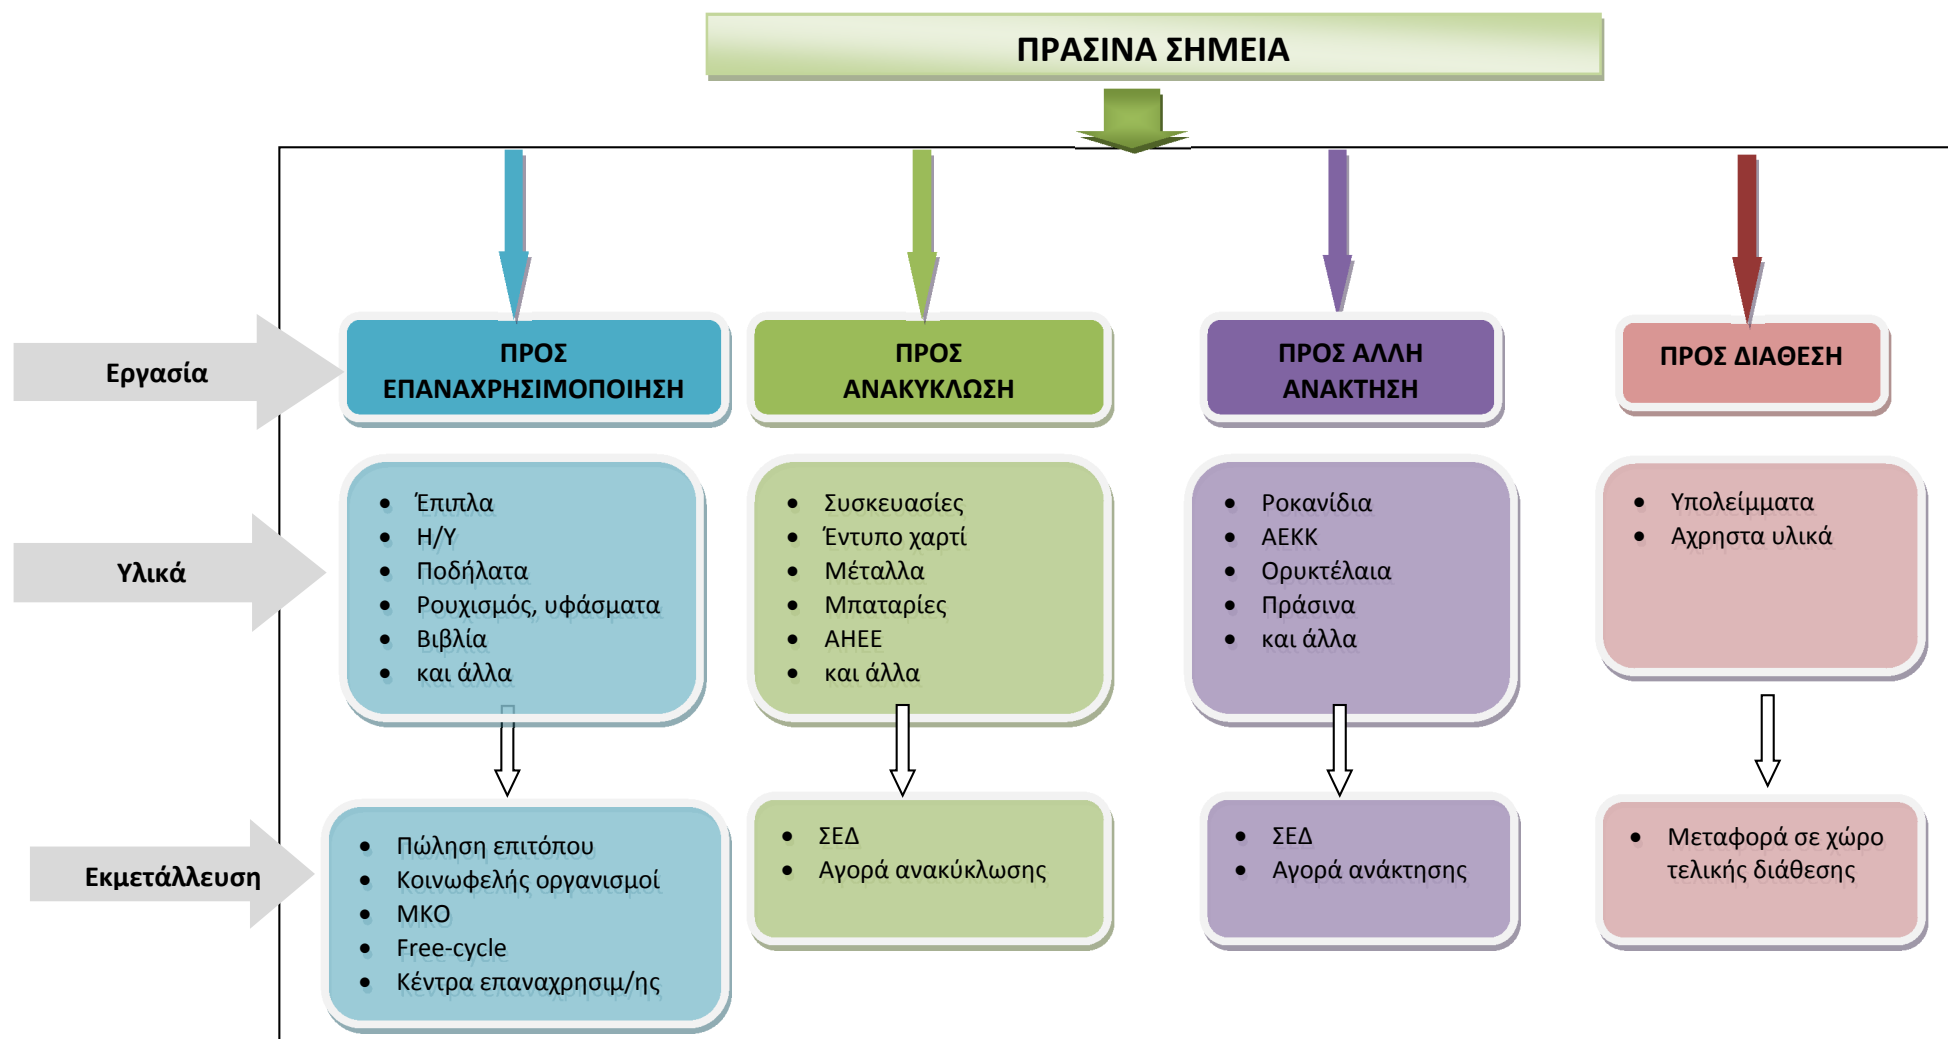 ΠΡΑΣΙΝΑ ΣΗΜΕΙΑ
Εργασία
ΠΡΟΣ
ΕΠΑΝΑΧΡΗΣΙΜΟΠΟΙΗΣΗ
ΠΡΟΣ
ΑΝΑΚΥΚΛΩΣΗ
ΠΡΟΣ ΑΛΛΗ
ΑΝΑΚΤΗΣΗ
ΠΡΟΣ ΔΙΑΘΕΣΗ
Υλικά
• Έπιπλα
• Η/Υ
• Ποδήλατα
• Ρουχισμός, υφάσματα
• Βιβλία
• και άλλα
• Συσκευασίες
• Έντυπο χαρτί
• Μέταλλα
• Μπαταρίες
• ΑΗΕΕ
• και άλλα
• Ροκανίδια
• ΑΕΚΚ
• Ορυκτέλαια
• Πράσινα
• και άλλα
• Υπολείμματα
• Αχρηστα υλικά
Εκμετάλλευση
• Πώληση επιτόπου
• Κοινωφελής οργανισμοί
• ΜΚΟ
• Free-cycle
• Κέντρα επαναχρησιμ/ης
• ΣΕΔ
• Αγορά ανακύκλωσης
• ΣΕΔ
• Αγορά ανάκτησης
• Μεταφορά σε χώρο
τελικής διάθεσης